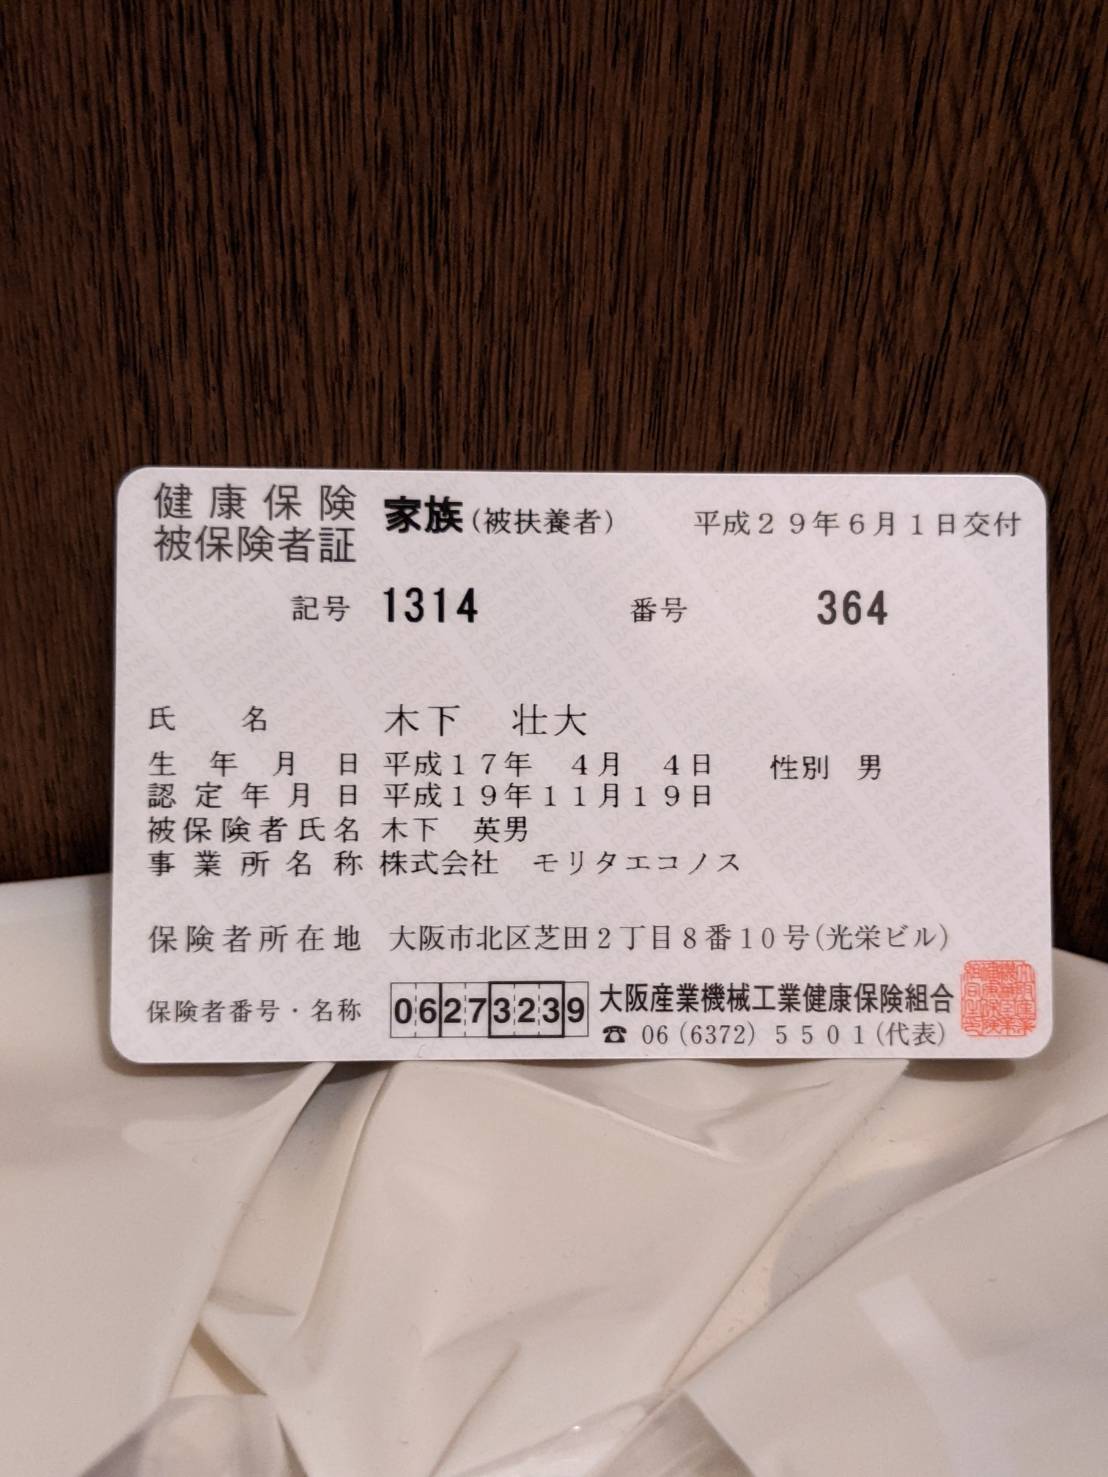 健康保険 家族(被扶養者) 平成29年6月1日交付
被保険者証
記号 1314 番号 364
氏名 木下 壮大
生年月日 平成17年 4月 4日 性別 男
認定年月日 平成19年11月19日
被保険者氏名 木下 英男
事業所名称 株式会社 モリタエコノス
保険者所在地 大阪市北区芝田2丁目8番10号(光栄ビル)
保険者番号・名称 06273239 大阪産業機械工業健康保険組合
☎ 06(6372)5501(代表)